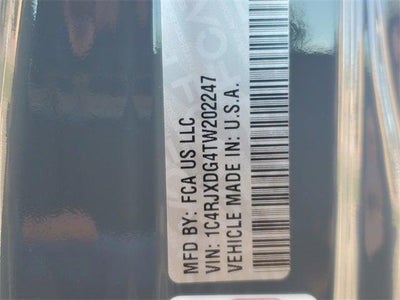 MFD BY: FCA US LLC
VIN: 1C4RJXDG4TW202247
VEHICLE MADE IN: U.S.A.